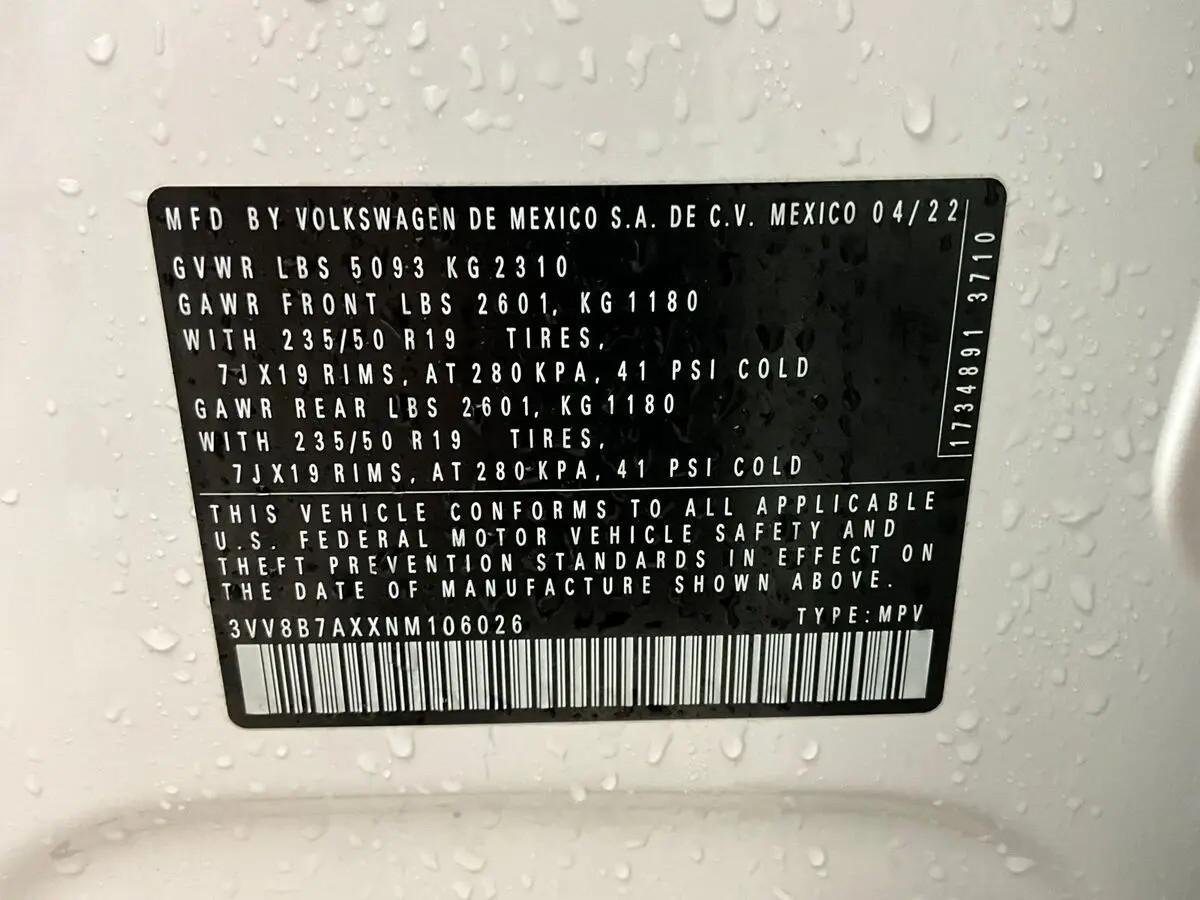 MFD BY VOLKSWAGEN DE MEXICO S.A. DE C.V. MEXICO 04/22
GVWR LBS 5093 KG 2310
GAWR FRONT LBS 2601, KG 1180
WITH 235/50 R19 TIRES,
7J X19 RIMS, AT 280 KPA, 41 PSI COLD
GAWR REAR LBS 2601, KG 1180
WITH 235/50 R19 TIRES,
7JX19 RIMS, AT 280 KPA, 41 PSI COLD
17348913710
THIS VEHICLE CONFORMS TO ALL APPLICABLE
U.S. FEDERAL MOTOR VEHICLE SAFETY AND
THEFT PREVENTION STANDARDS IN EFFECT ON
THE DATE OF MANUFACTURE SHOWN ABOVE.
3VV8B7AXXNM106026 TYPE:MPV